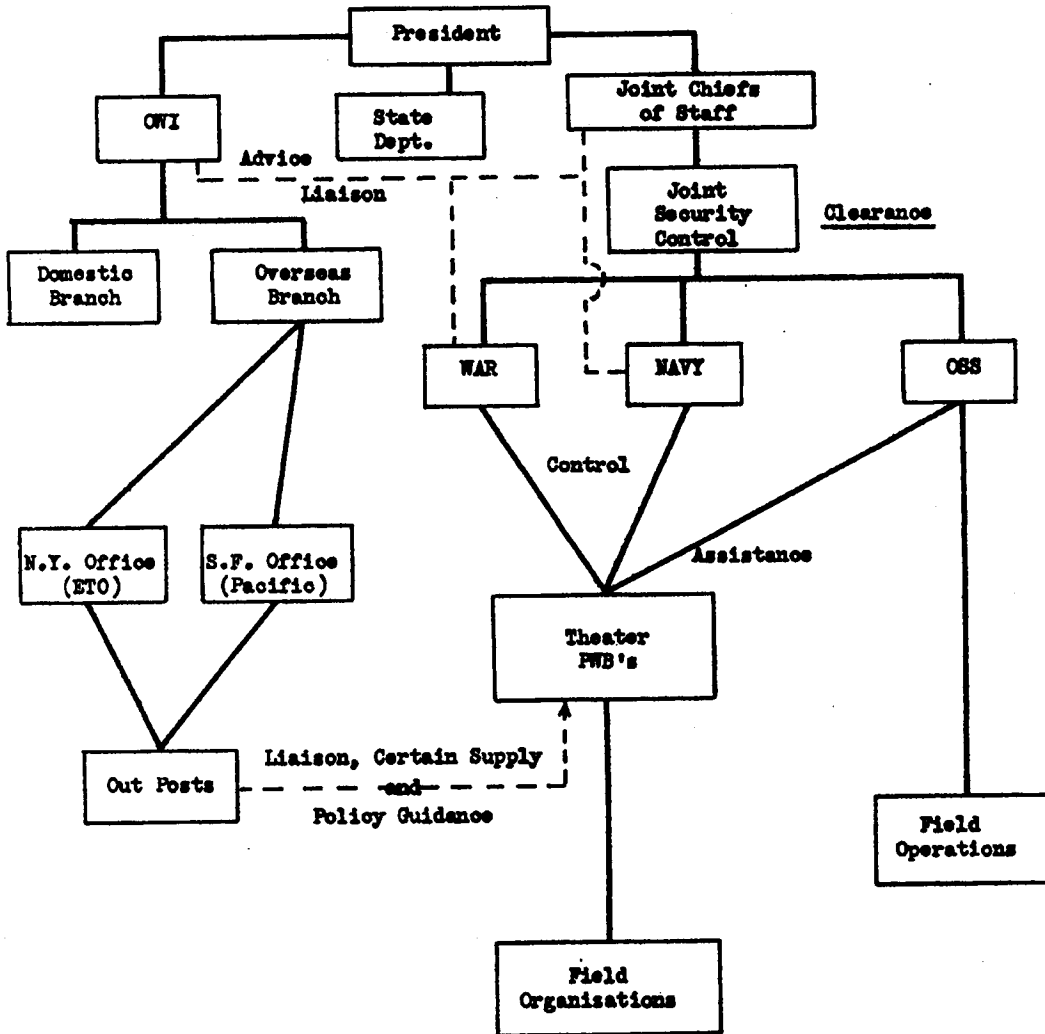 President
OWI
State
Dept.
Joint Chiefs
of Staff
Advice
Liaison
Joint
Security
Control
Clearance
Domestic
Branch
Overseas
Branch
WAR
NAVY
OSS
Control
Assistance
N.Y. Office
(ETO)
S.F. Office
(Pacific)
Theater
PWB's
Out Posts
Liaison, Certain Supply
and
Policy Guidance
Field
Operations
Field
Organisations